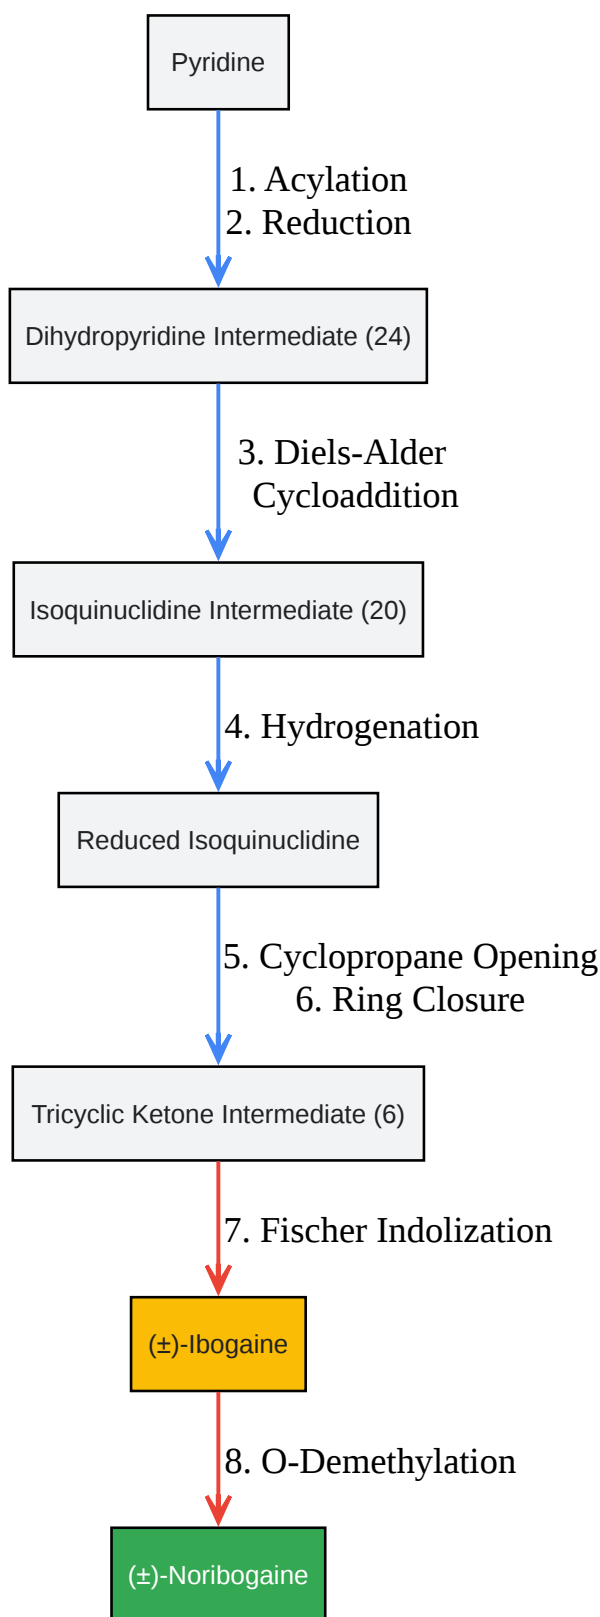 Pyridine
1. Acylation
2. Reduction
Dihydropyridine Intermediate (24)
3. Diels-Alder
Cycloaddition
Isoquinuclidine Intermediate (20)
4. Hydrogenation
Reduced Isoquinuclidine
5. Cyclopropane Opening
6. Ring Closure
Tricyclic Ketone Intermediate (6)
7. Fischer Indolization
(±)-Ibogaine
8. O-Demethylation
(±)-Noribogaine